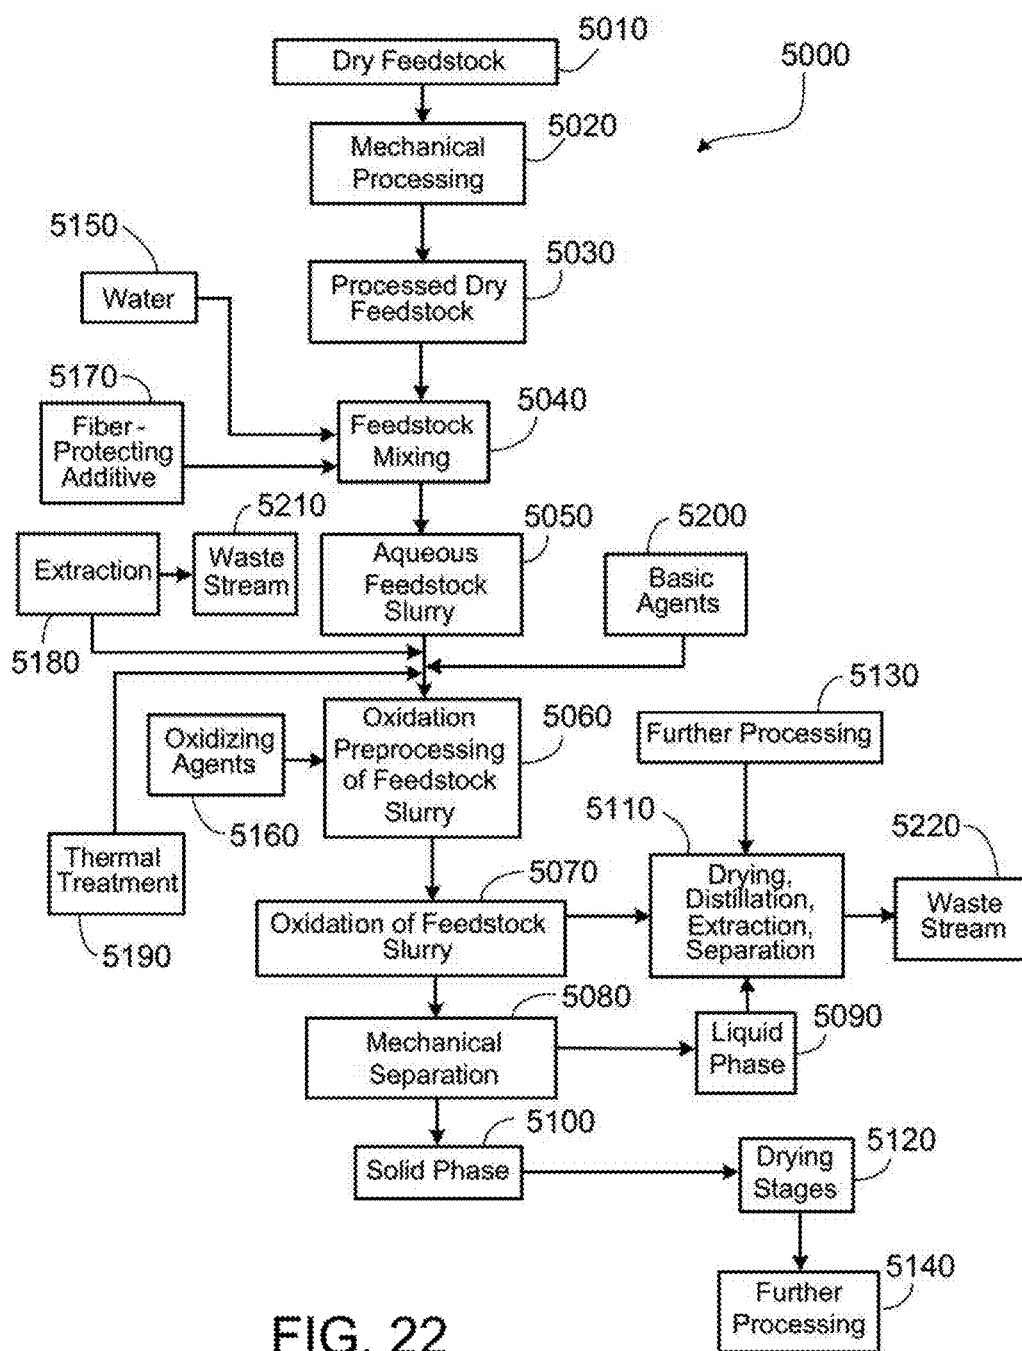 5010
Dry Feedstock
5000
5020
Mechanical
Processing
5150
Water
5030
Processed Dry
Feedstock
5170
Fiber-
Protecting
Additive
5040
Feedstock
Mixing
5210
Extraction
Waste
Stream
5180
5050
Aqueous
Feedstock
Slurry
5200
Basic
Agents
5130
Further Processing
Oxidizing
Agents
5160
Oxidation
Preprocessing
of Feedstock
Slurry
5060
5110
Drying,
Distillation,
Extraction,
Separation
5220
Waste
Stream
Thermal
Treatment
5190
5070
Oxidation of Feedstock
Slurry
5080
Mechanical
Separation
Liquid
Phase
5090
5100
Solid Phase
Drying
Stages
5120
5140
Further
Processing
FIG. 22